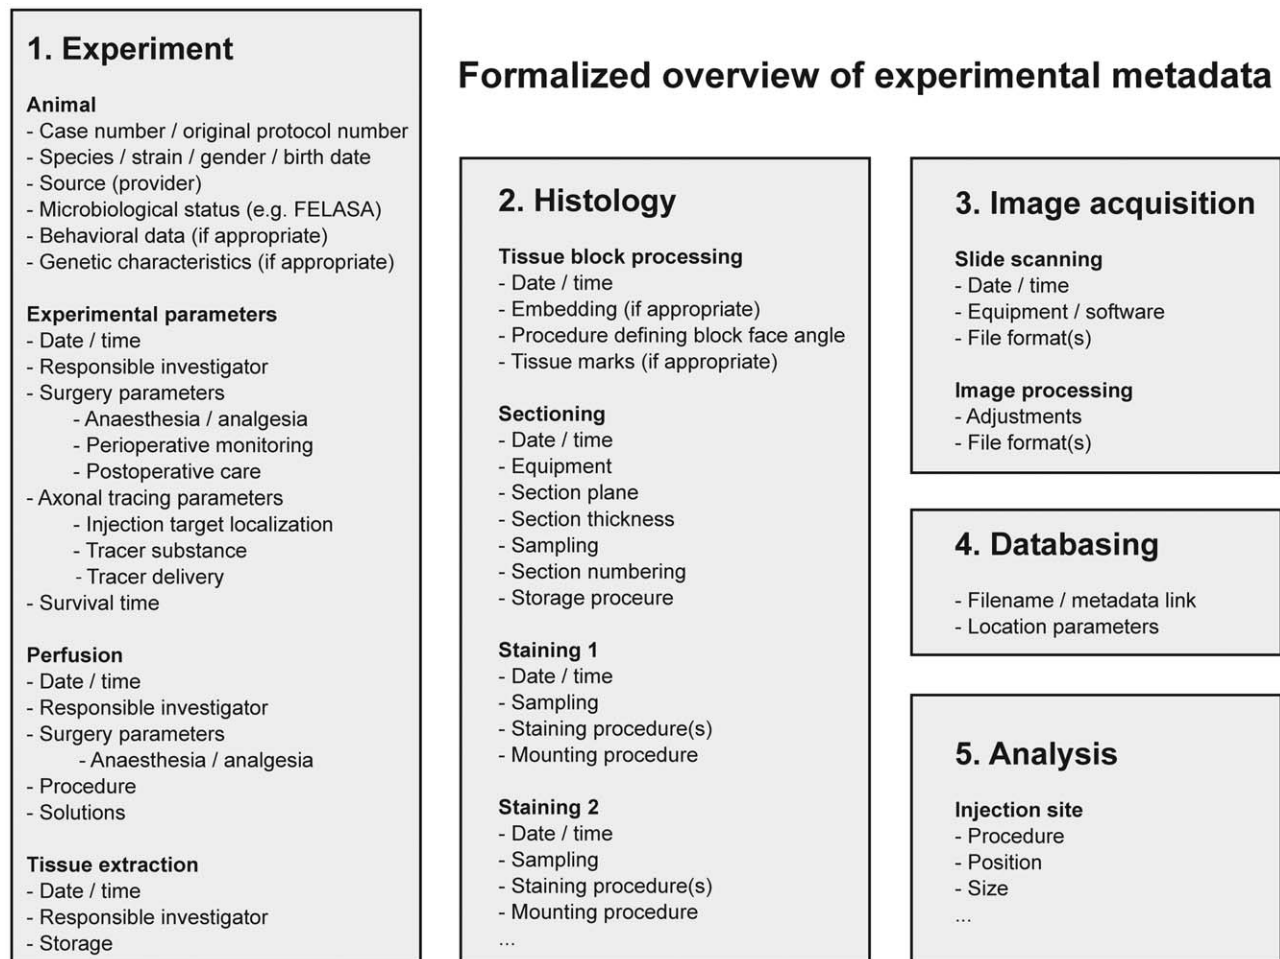 1. Experiment
Animal
- Case number / original protocol number
- Species / strain / gender / birth date
- Source (provider)
- Microbiological status (e.g. FELASA)
- Behavioral data (if appropriate)
- Genetic characteristics (if appropriate)
Experimental parameters
- Date / time
- Responsible investigator
- Surgery parameters
- Anaesthesia / analgesia
- Perioperative monitoring
- Postoperative care
- Axonal tracing parameters
- Injection target localization
- Tracer substance
- Tracer delivery
- Survival time
Perfusion
- Date / time
- Responsible investigator
- Surgery parameters
- Anaesthesia / analgesia
- Procedure
- Solutions
Tissue extraction
- Date / time
- Responsible investigator
- Storage
Formalized overview of experimental metadata
2. Histology
Tissue block processing
- Date / time
- Embedding (if appropriate)
- Procedure defining block face angle
- Tissue marks (if appropriate)
Sectioning
- Date / time
- Equipment
- Section plane
- Section thickness
- Sampling
- Section numbering
- Storage proceure
Staining 1
- Date / time
- Sampling
- Staining procedure(s)
- Mounting procedure
Staining 2
- Date / time
- Sampling
- Staining procedure(s)
- Mounting procedure
...
3. Image acquisition
Slide scanning
- Date / time
- Equipment / software
- File format(s)
Image processing
- Adjustments
- File format(s)
4. Databasing
- Filename / metadata link
- Location parameters
5. Analysis
Injection site
- Procedure
- Position
- Size
...